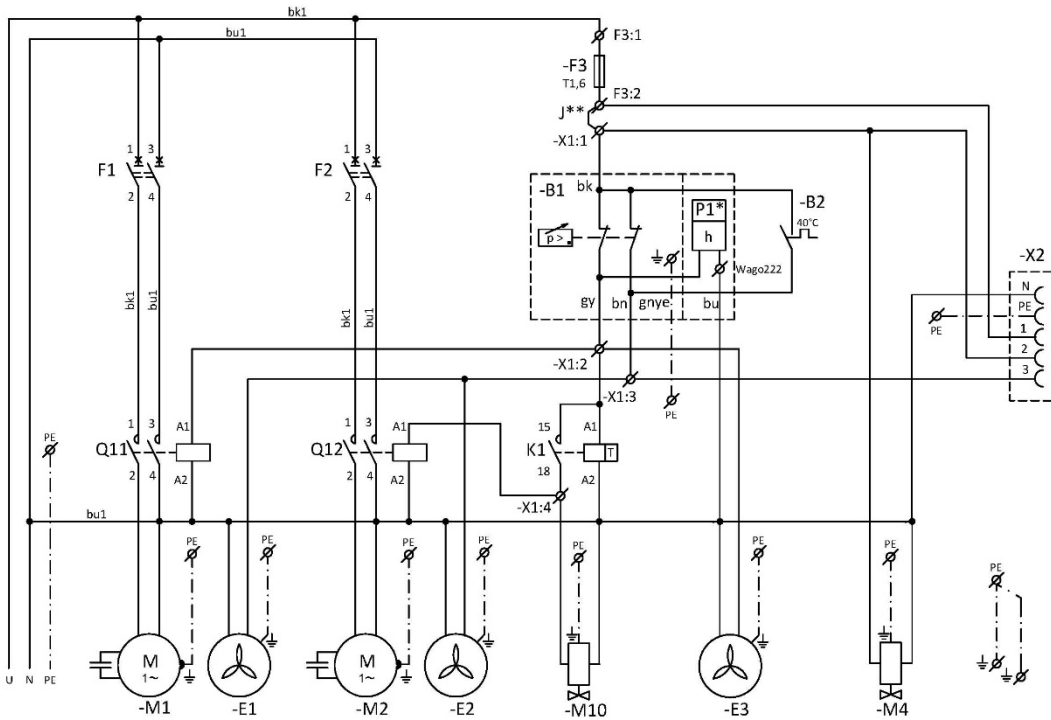 bk1
bu1
F3:1
-F3
T1,6
F3:2
J**
-X1:1
1 3
F1
2 4
1 3
F2
2 4
-B1
bk
P1*
h
-B2
40°C
p >
Wago222
gy
bn
gnye
bu
-X2
N
PE
1
2
3
PE
bk1
bu1
bk1
bu1
-X1:2
-X1:3
PE
PE
1 3
A1
Q11
2 4
A2
1 3
A1
Q12
2 4
A2
15
A1
K1
T
18
A2
-X1:4
bu1
PE
PE
PE
PE
PE
PE
PE
PE
M
1~
M
1~
U N PE
-M1
-E1
-M2
-E2
-M10
-E3
-M4